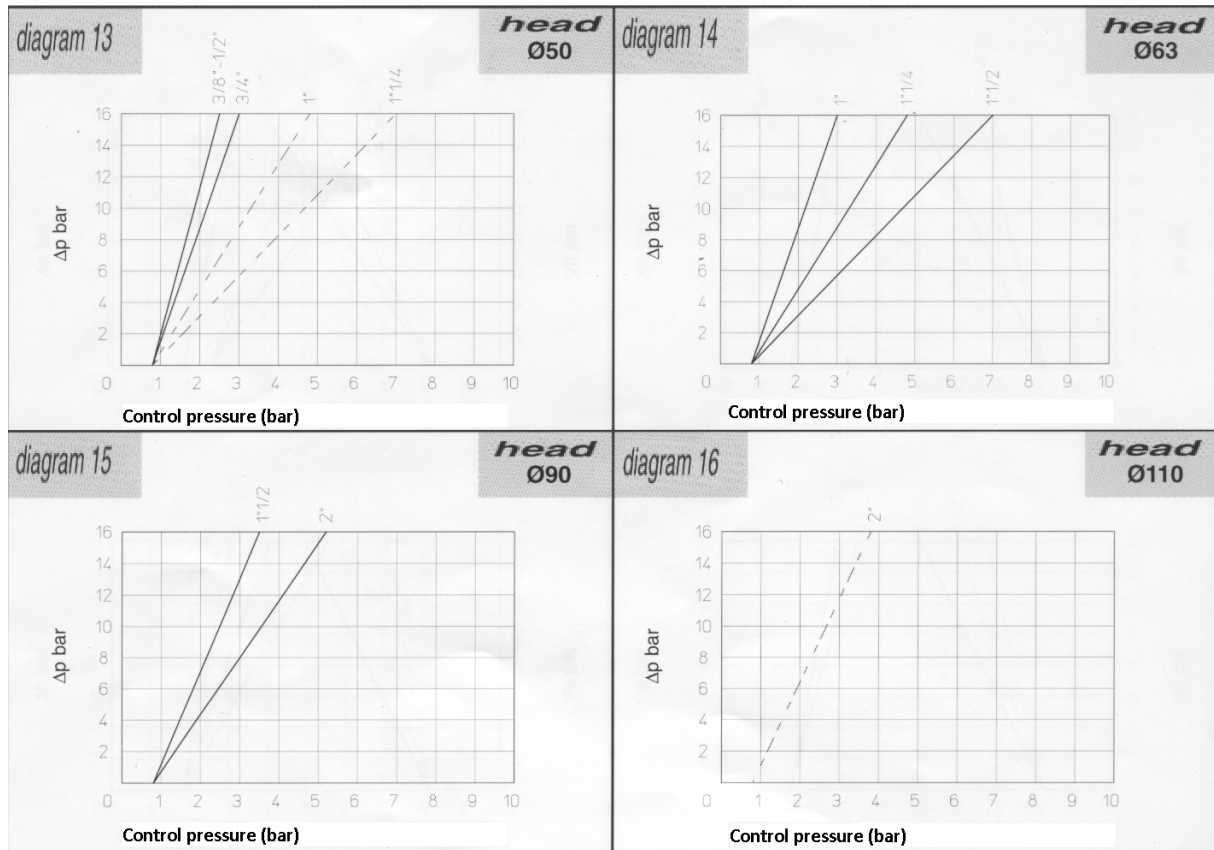 diagram 13
head
Ø50
3/8"-1/2"
3/4"
1"
1"1/4
16
14
12
10
8
6
4
2
Δp bar
0 1 2 3 4 5 6 7 8 9 10
Control pressure (bar)
diagram 14
head
Ø63
1"
1"1/4
1"1/2
16
14
12
10
8
6
4
2
Δp bar
0 1 2 3 4 5 6 7 8 9 10
Control pressure (bar)
diagram 15
head
Ø90
1"1/2
2"
16
14
12
10
8
6
4
2
Δp bar
0 1 2 3 4 5 6 7 8 9 10
Control pressure (bar)
diagram 16
head
Ø110
2"
16
14
12
10
8
6
4
2
Δp bar
0 1 2 3 4 5 6 7 8 9 10
Control pressure (bar)